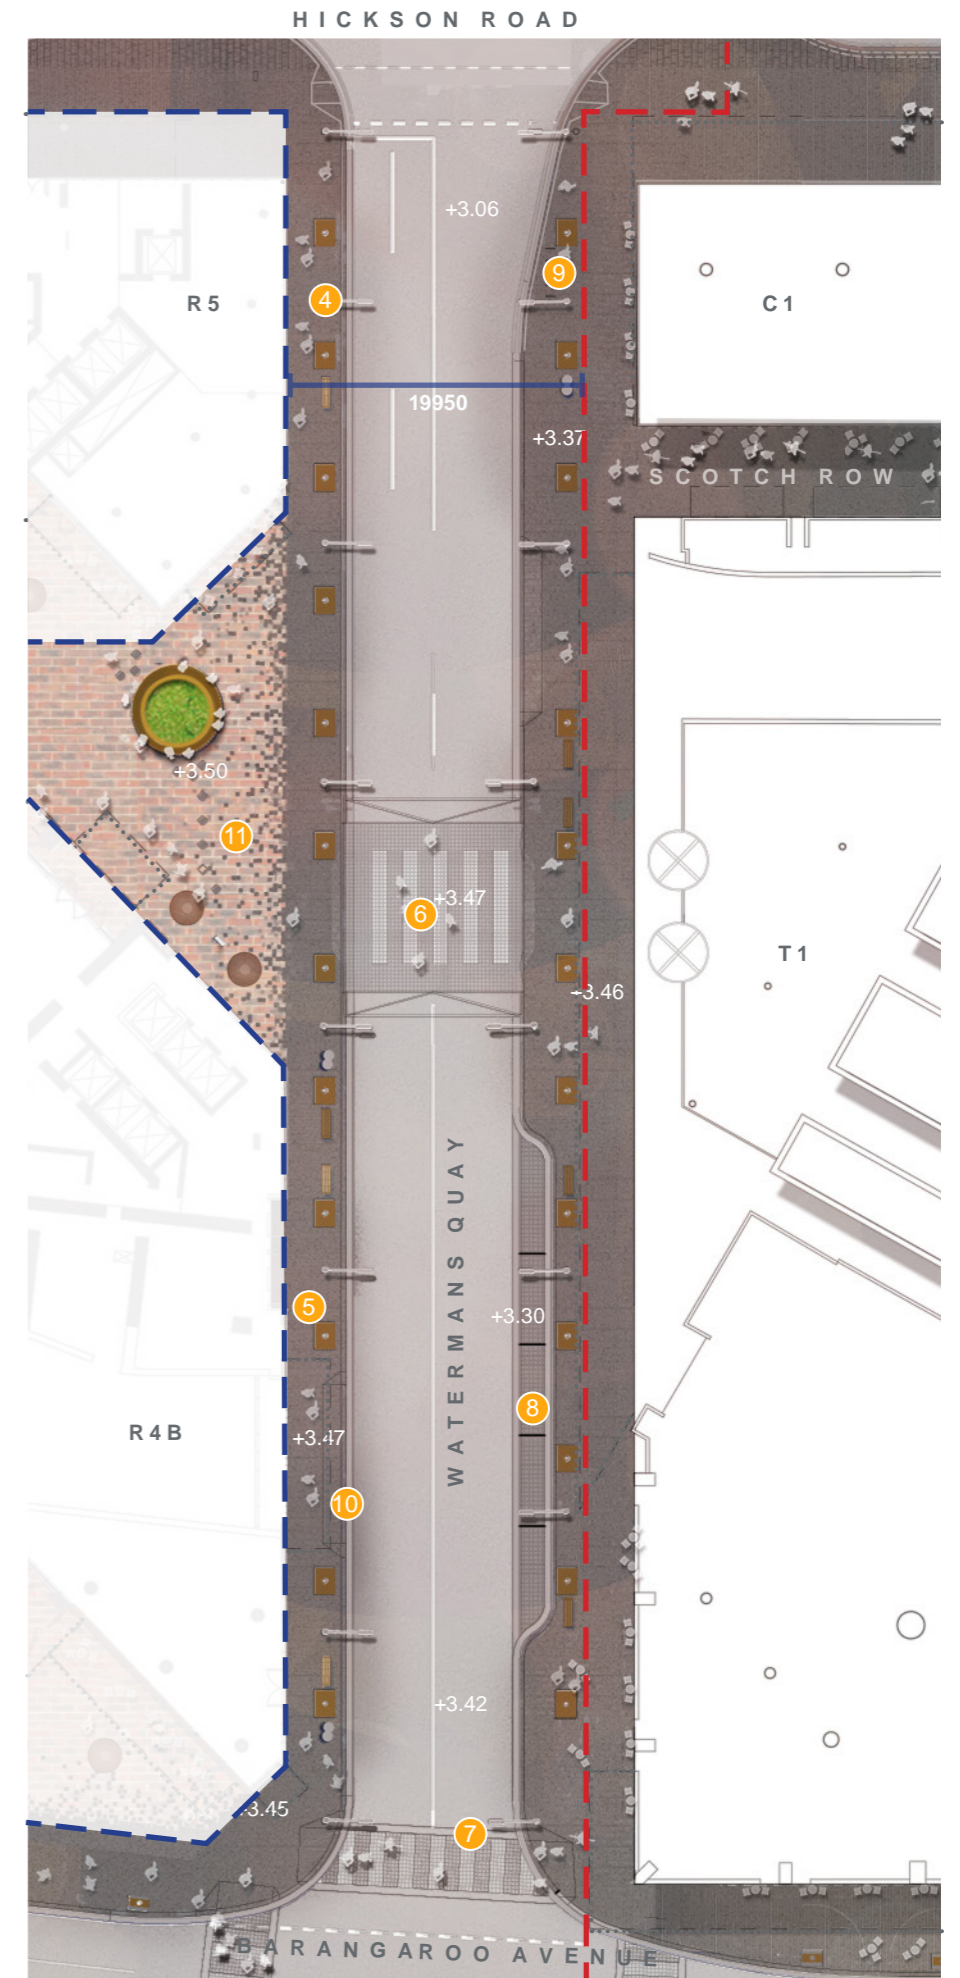 HICKSON ROAD
+3.06
9
4
R5
C1
19950
+3.37
SCOTCH ROW
+3.50
11
+3.47
6
T1
+3.46
WATERMANS QUAY
5
+3.30
8
R4B
+3.47
10
+3.42
+3.45
7
BARANGAROO AVENUE